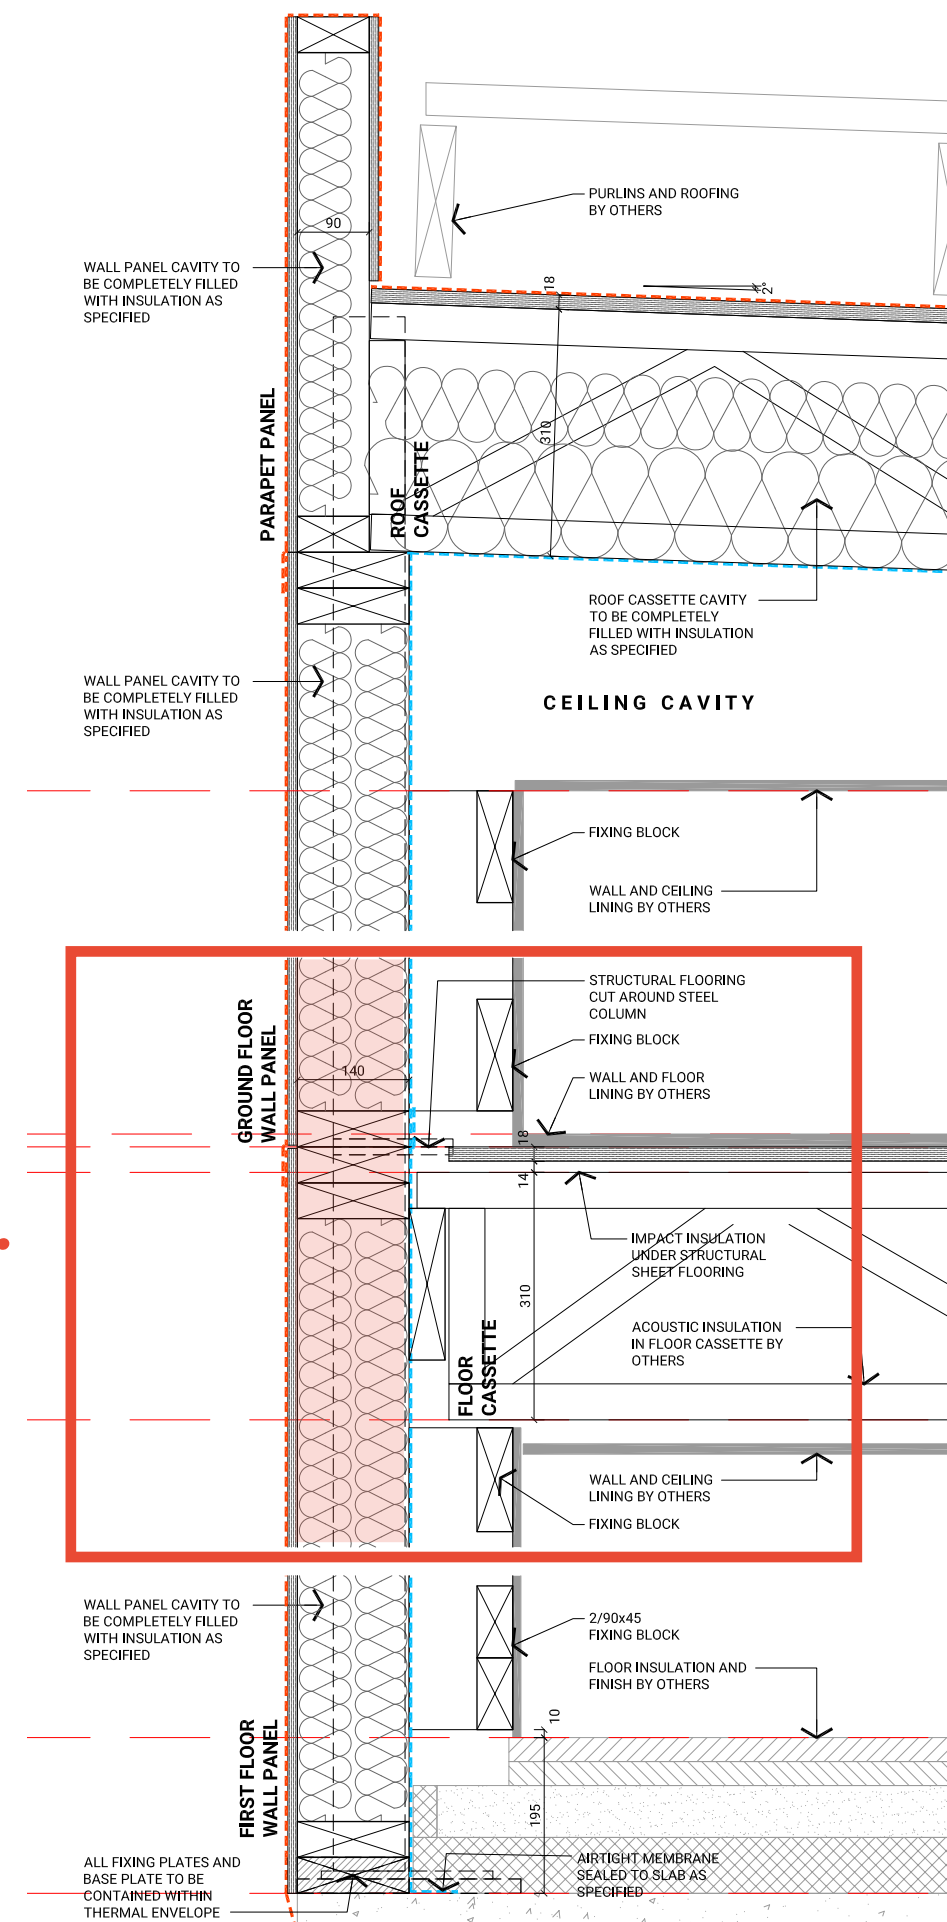 PURLINS AND ROOFING
BY OTHERS
90
WALL PANEL CAVITY TO
BE COMPLETELY FILLED
WITH INSULATION AS
SPECIFIED
18
2°
PARAPET PANEL
310
ROOF
CASSETTE
ROOF CASSETTE CAVITY
TO BE COMPLETELY
FILLED WITH INSULATION
AS SPECIFIED
WALL PANEL CAVITY TO
BE COMPLETELY FILLED
WITH INSULATION AS
SPECIFIED
CEILING CAVITY
FIXING BLOCK
WALL AND CEILING
LINING BY OTHERS
STRUCTURAL FLOORING
CUT AROUND STEEL
COLUMN
GROUND FLOOR
WALL PANEL
FIXING BLOCK
140
WALL AND FLOOR
LINING BY OTHERS
18
14
IMPACT INSULATION
UNDER STRUCTURAL
SHEET FLOORING
310
ACOUSTIC INSULATION
IN FLOOR CASSETTE BY
OTHERS
FLOOR
CASSETTE
WALL AND CEILING
LINING BY OTHERS
FIXING BLOCK
WALL PANEL CAVITY TO
BE COMPLETELY FILLED
WITH INSULATION AS
SPECIFIED
2/90x45
FIXING BLOCK
FLOOR INSULATION AND
FINISH BY OTHERS
10
FIRST FLOOR
WALL PANEL
195
ALL FIXING PLATES AND
BASE PLATE TO BE
CONTAINED WITHIN
THERMAL ENVELOPE
AIRTIGHT MEMBRANE
SEALED TO SLAB AS
SPECIFIED